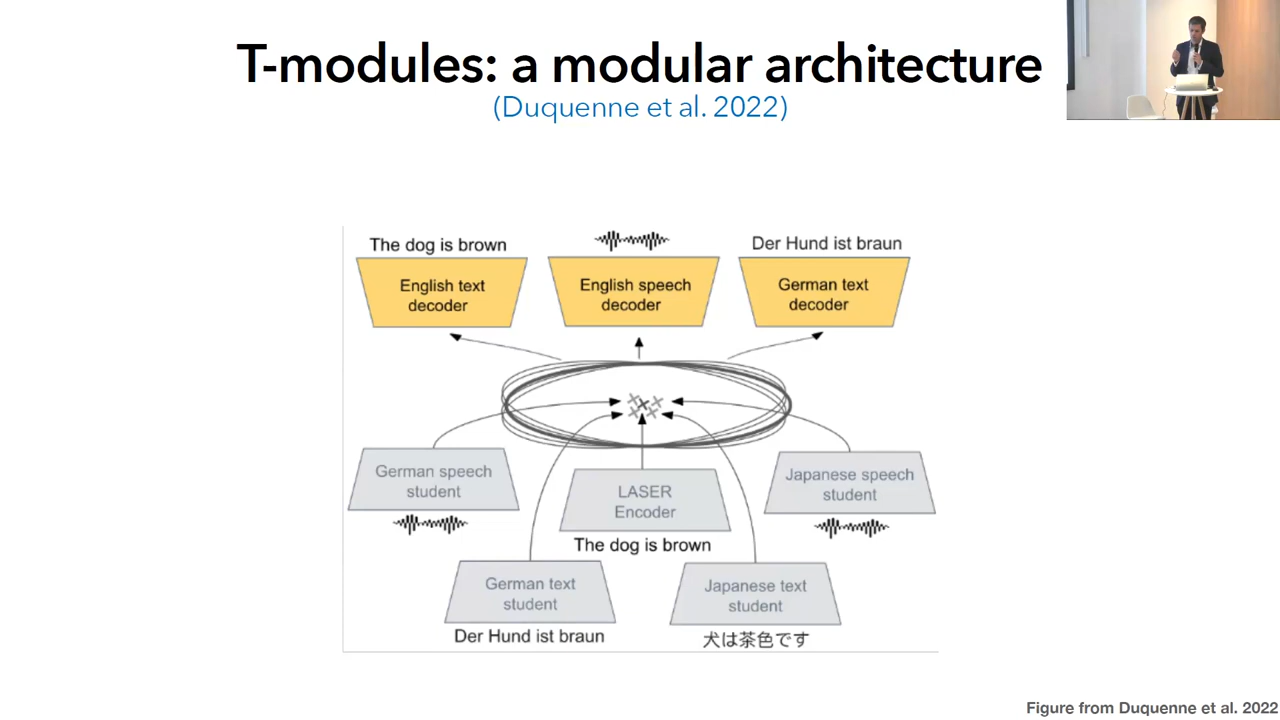 T-modules: a modular architecture
(Duquenne et al. 2022)
The dog is brown
Der Hund ist braun
English text
decoder
English speech
decoder
German text
decoder
German speech
student
LASER
Encoder
Japanese speech
student
The dog is brown
German text
student
Japanese text
student
Der Hund ist braun
犬は茶色です
Figure from Duquenne et al. 2022